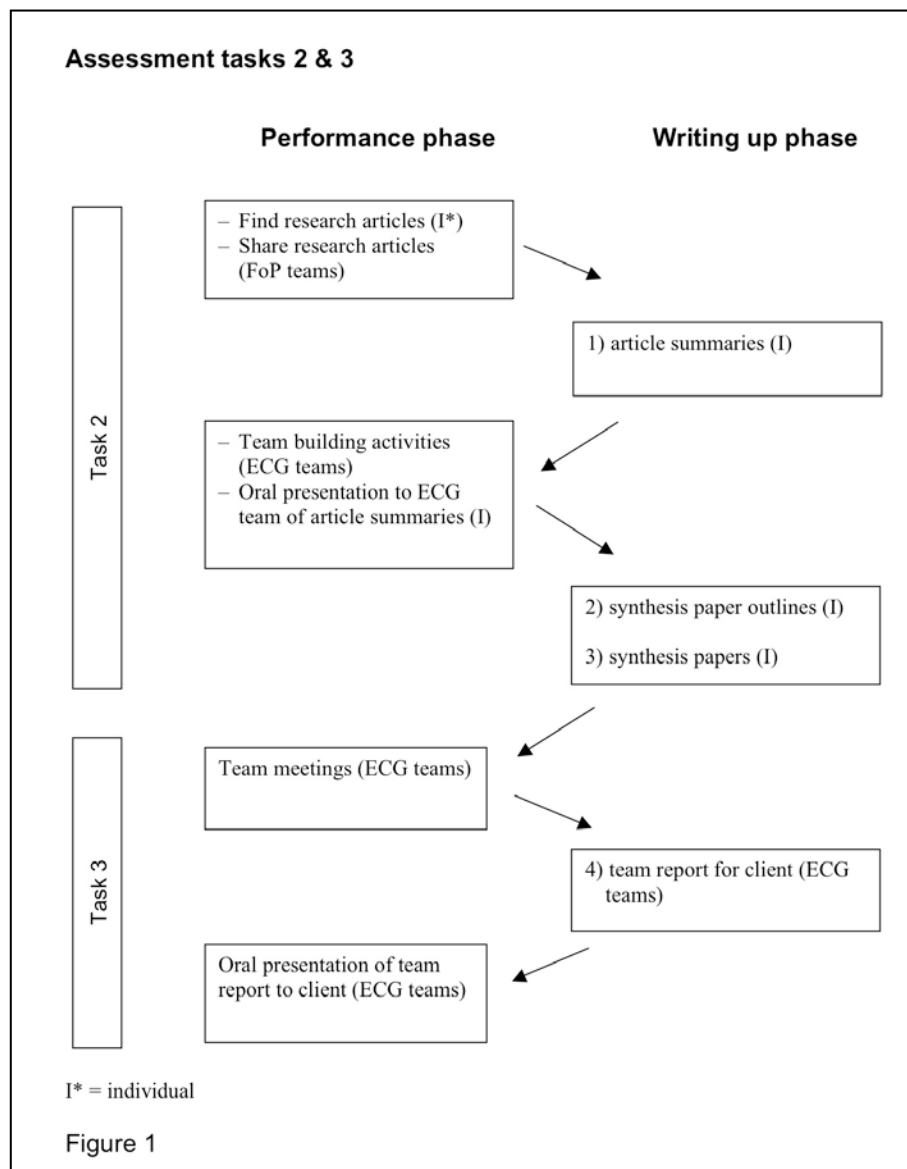 Assessment tasks 2 & 3
Performance phase
Writing up phase
Task 2
– Find research articles (I*)
– Share research articles
(FoP teams)
1) article summaries (I)
– Team building activities
(ECG teams)
– Oral presentation to ECG
team of article summaries (I)
2) synthesis paper outlines (I)
3) synthesis papers (I)
Task 3
Team meetings (ECG teams)
4) team report for client (ECG
teams)
Oral presentation of team
report to client (ECG teams)
I* = individual
Figure 1